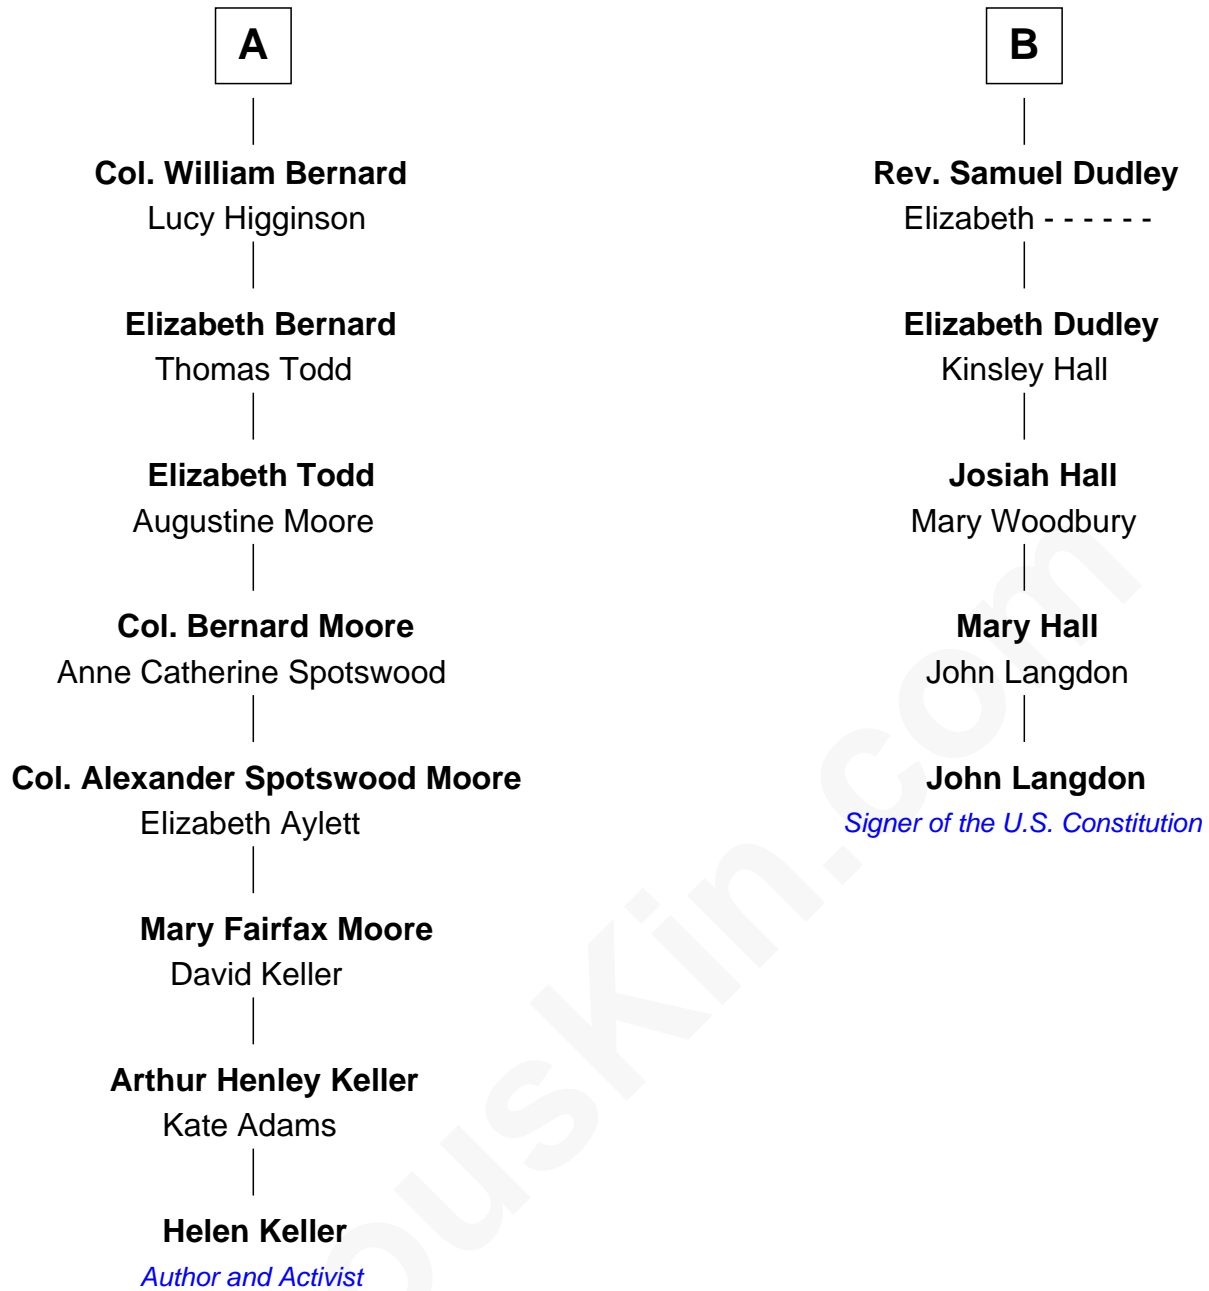 A
Col. William Bernard
Lucy Higginson
Elizabeth Bernard
Thomas Todd
Elizabeth Todd
Augustine Moore
Col. Bernard Moore
Anne Catherine Spotswood
Col. Alexander Spotswood Moore
Elizabeth Aylett
Mary Fairfax Moore
David Keller
Arthur Henley Keller
Kate Adams
Helen Keller
Author and Activist
B
Rev. Samuel Dudley
Elizabeth - - - - - -
Elizabeth Dudley
Kinsley Hall
Josiah Hall
Mary Woodbury
Mary Hall
John Langdon
John Langdon
Signer of the U.S. Constitution
ousKin.com